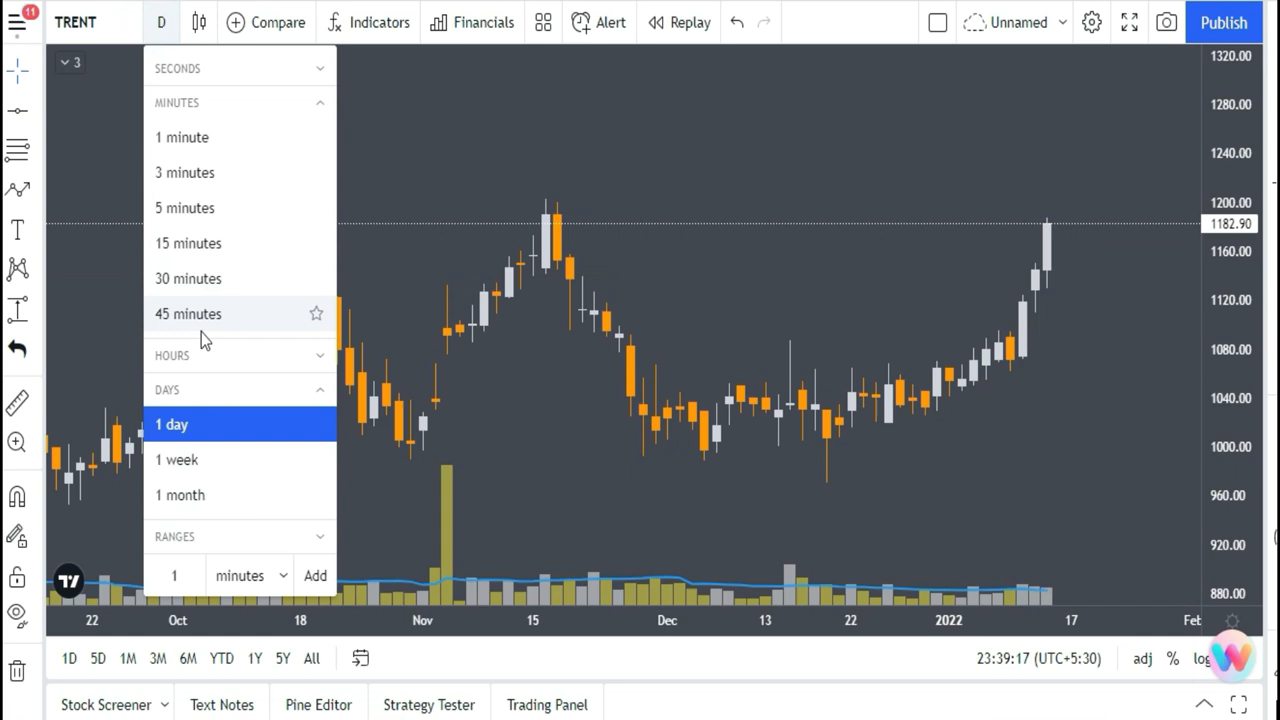 11
TRENT
D
Compare
Indicators
Financials
Alert
Replay
Unnamed
Publish
3
SECONDS
MINUTES
1 minute
3 minutes
5 minutes
15 minutes
30 minutes
45 minutes
HOURS
DAYS
1 day
1 week
1 month
RANGES
1 minutes Add
1320.00
1280.00
1240.00
1200.00
1182.90
1160.00
1120.00
1080.00
1040.00
1000.00
960.00
920.00
880.00
22 Oct 18 Nov 15 Dec 13 22 2022 17 Feb
1D 5D 1M 3M 6M YTD 1Y 5Y All
23:39:17 (UTC+5:30) adj % log
Stock Screener Text Notes Pine Editor Strategy Tester Trading Panel